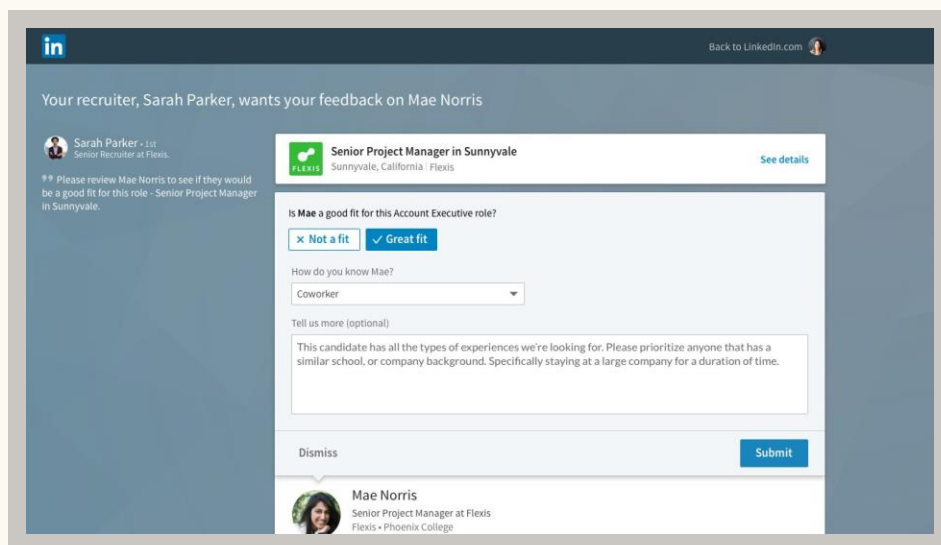 in
Back to LinkedIn.com
Your recruiter, Sarah Parker, wants your feedback on Mae Norris
Sarah Parker • 1st
Senior Recruiter at Flexis.
❞ Please review Mae Norris to see if they would
be a good fit for this role - Senior Project Manager
in Sunnyvale.
FLEXIS
Senior Project Manager in Sunnyvale
Sunnyvale, California | Flexis
See details
Is Mae a good fit for this Account Executive role?
× Not a fit
✓ Great fit
How do you know Mae?
Coworker
Tell us more (optional)
This candidate has all the types of experiences we're looking for. Please prioritize anyone that has a
similar school, or company background. Specifically staying at a large company for a duration of time.
Dismiss
Submit
Mae Norris
Senior Project Manager at Flexis
Flexis • Phoenix College